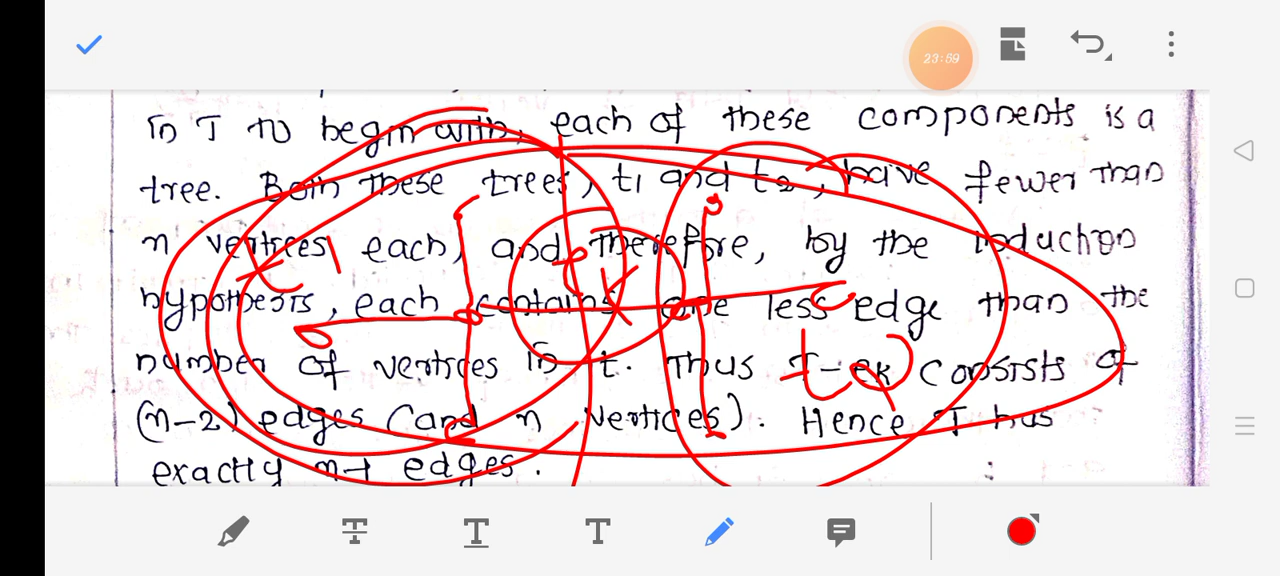 23:59
in T to begin with, each of these components is a
tree. Both these trees, t1 and t2, have fewer than
n vertices each, and therefore, by the induction
hypothesis, each contains one less edge than the
number of vertices in t. Thus T-ek consists of
(n-2) edges (and n vertices). Hence T has
exactly n-1 edges.
T T T